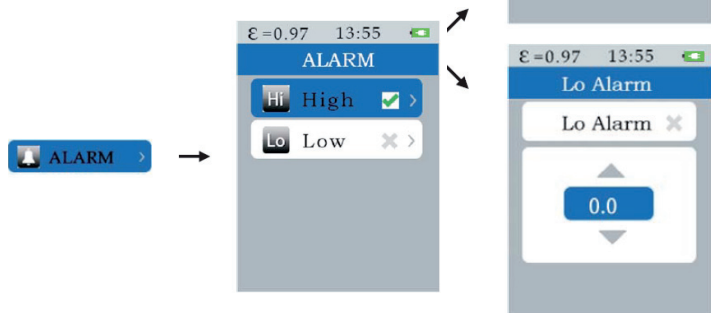 ALARM
ε=0.97 13:55
ALARM
Hi High
Lo Low
ε=0.97 13:55
Lo Alarm
Lo Alarm
0.0